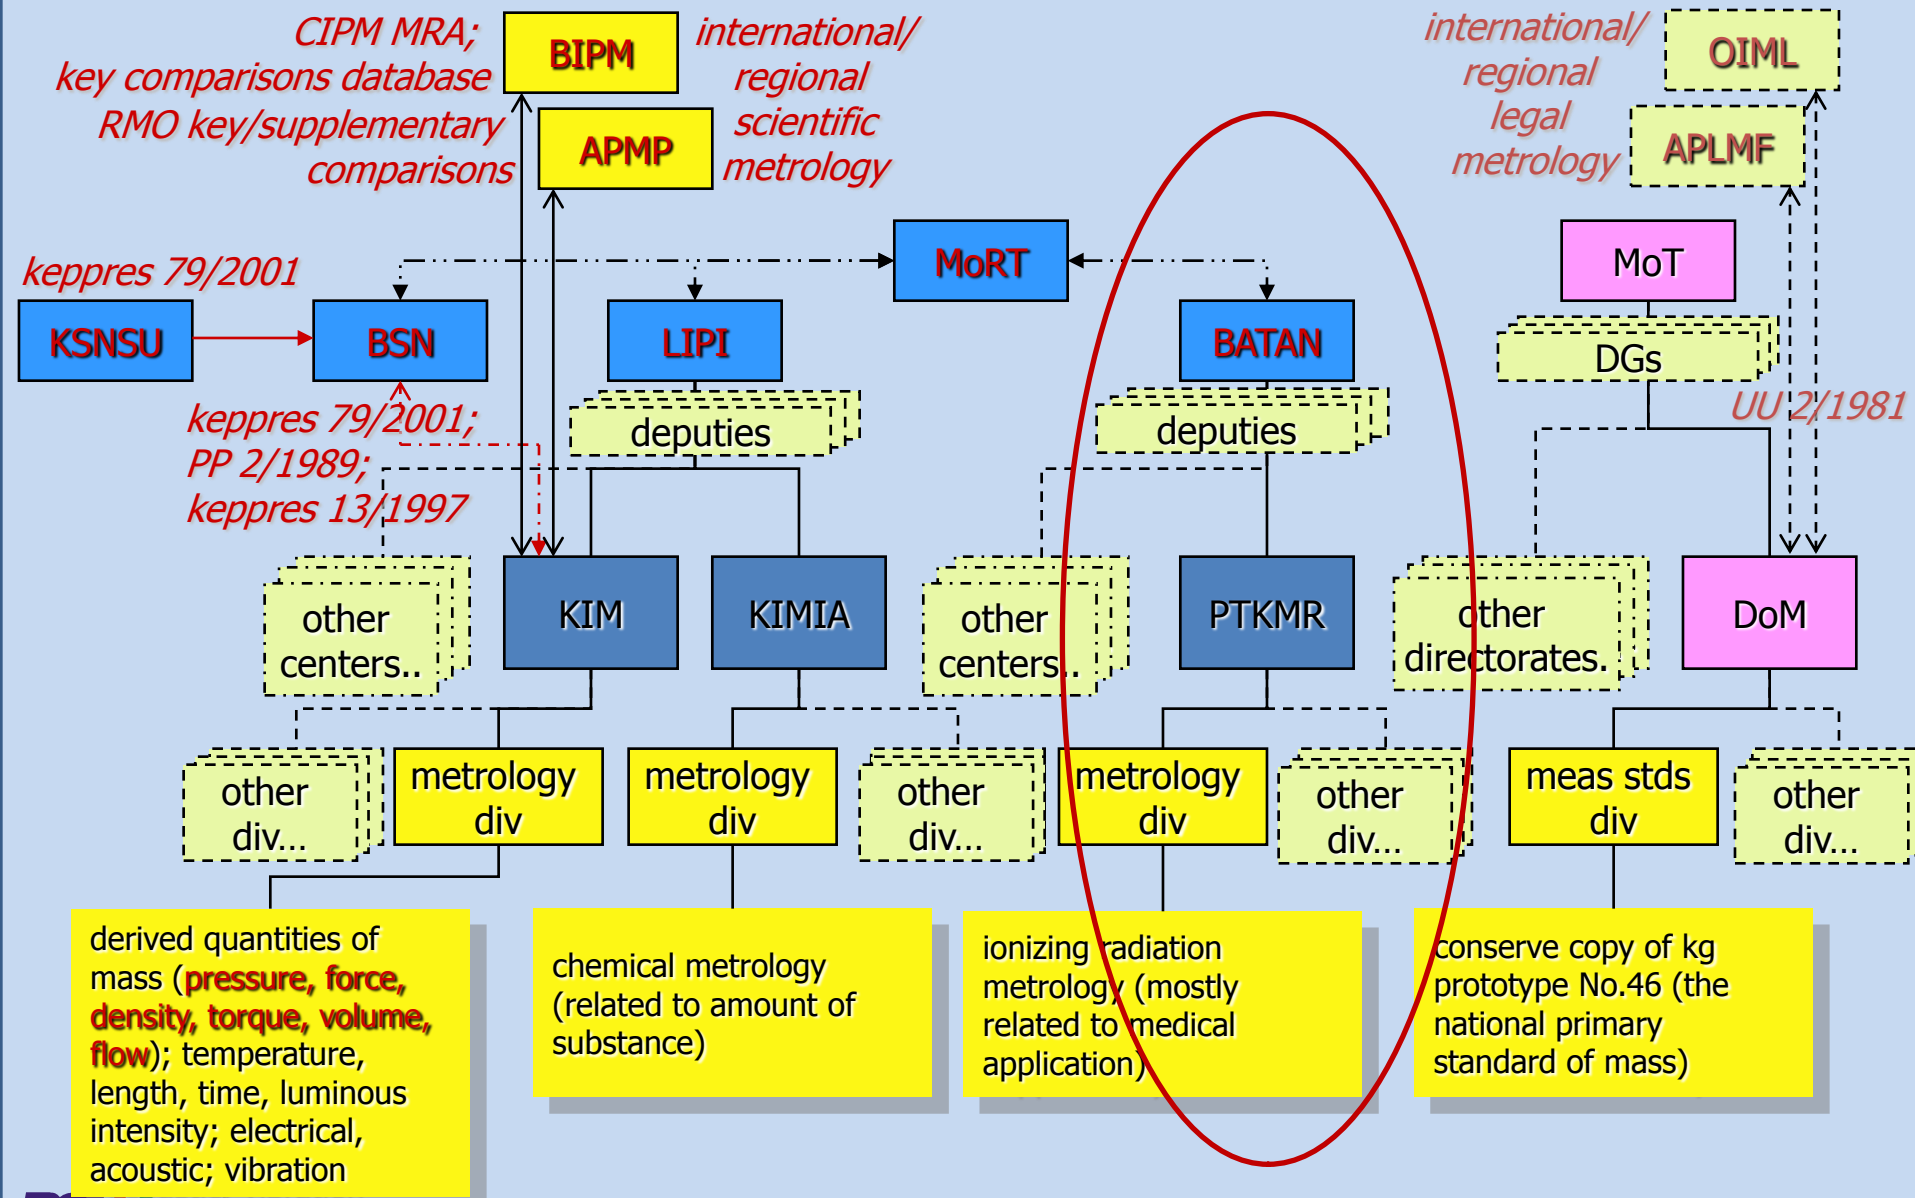 CIPM MRA;
key comparisons database
RMO key/supplementary
comparisons
BIPM
APMP
international/
regional
scientific
metrology
international/
regional
legal
metrology
OIML
APLMF
keppres 79/2001
KSNSU
BSN
LIPI
MoRT
BATAN
MoT
DGs
UU 2/1981
keppres 79/2001;
PP 2/1989;
keppres 13/1997
deputies
deputies
other
centers..
KIM
KIMIA
other
centers..
PTKMR
other
directorates.
DoM
other
div...
metrology
div
metrology
div
other
div...
metrology
div
other
div...
meas stds
div
other
div...
derived quantities of
mass (pressure, force,
density, torque, volume,
flow); temperature,
length, time, luminous
intensity; electrical,
acoustic; vibration
chemical metrology
(related to amount of
substance)
ionizing radiation
metrology (mostly
related to medical
application)
conserve copy of kg
prototype No.46 (the
national primary
standard of mass)